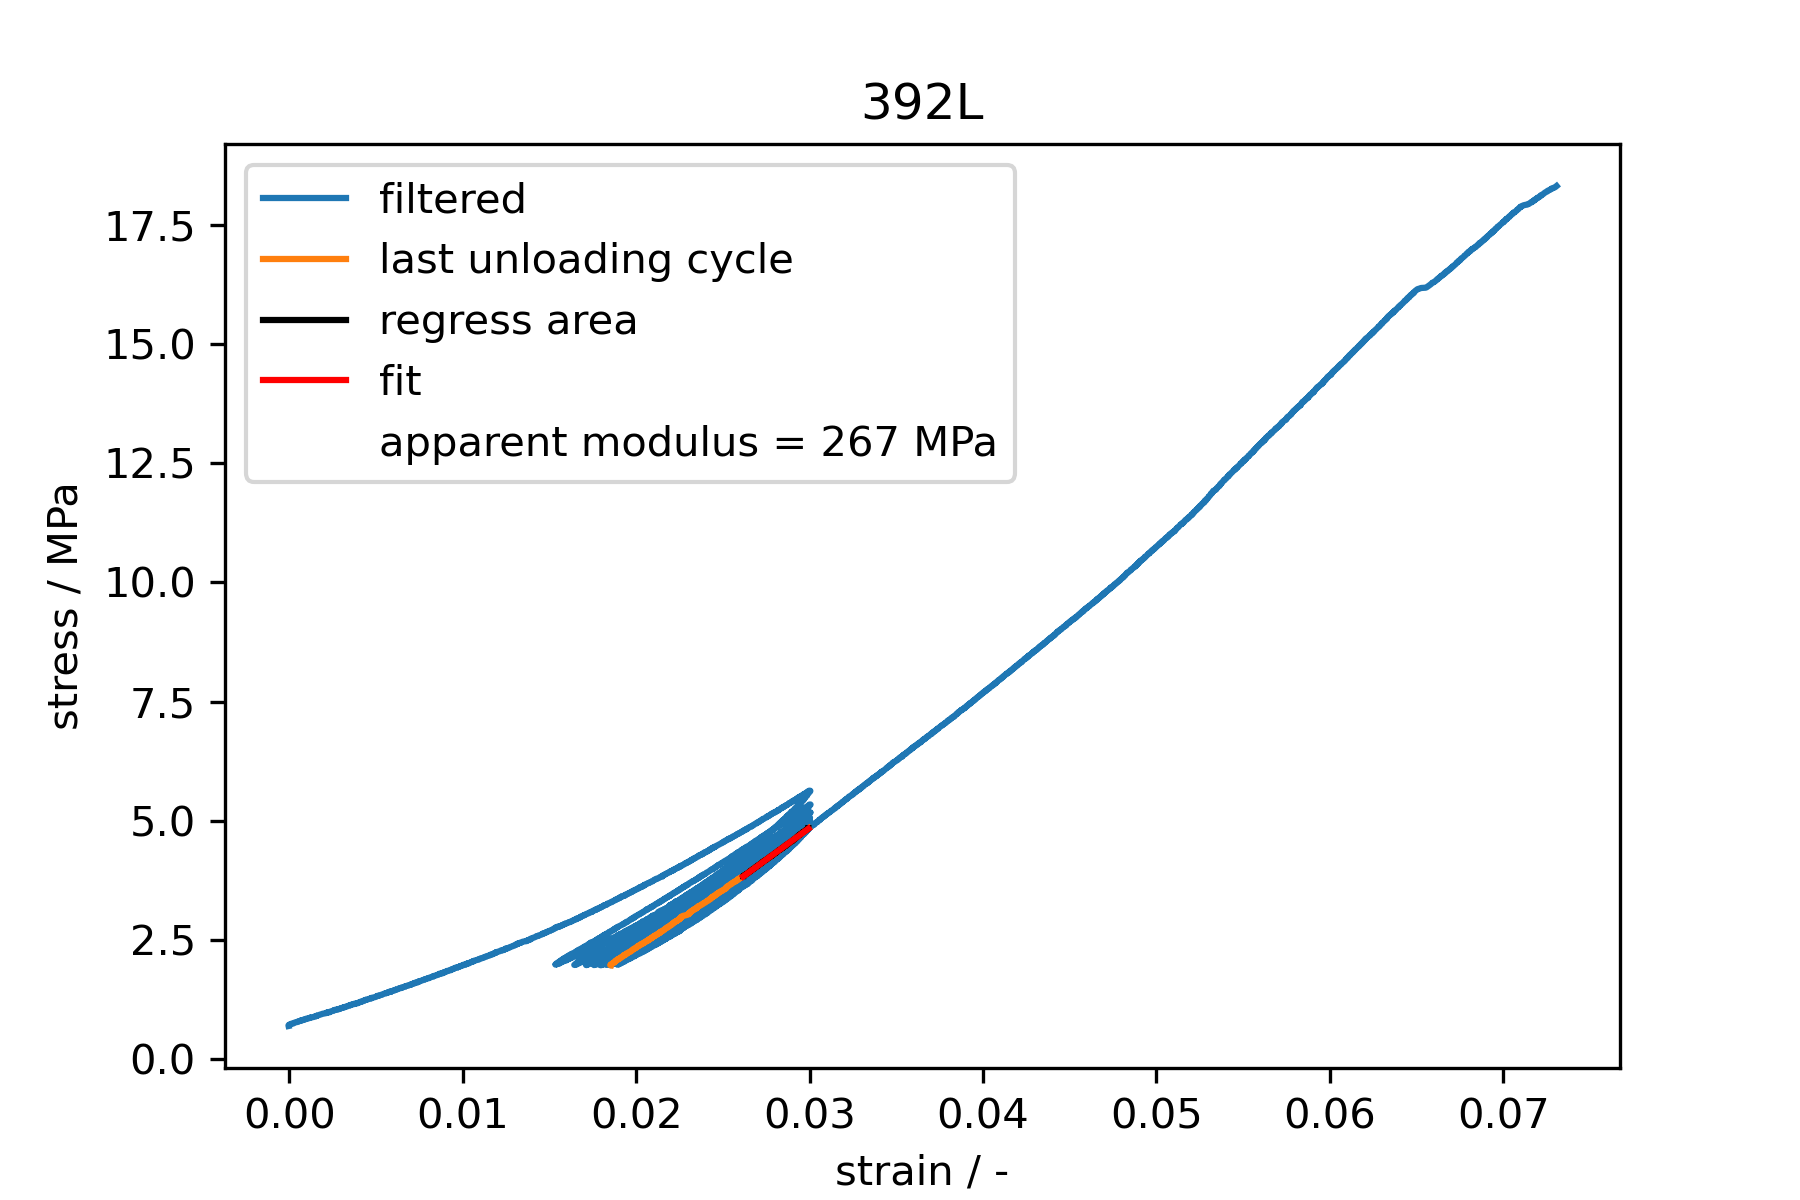 392L
filtered
last unloading cycle
regress area
fit
apparent modulus = 267 MPa
stress / MPa
17.5
15.0
12.5
10.0
7.5
5.0
2.5
0.0
0.00 0.01 0.02 0.03 0.04 0.05 0.06 0.07
strain / -